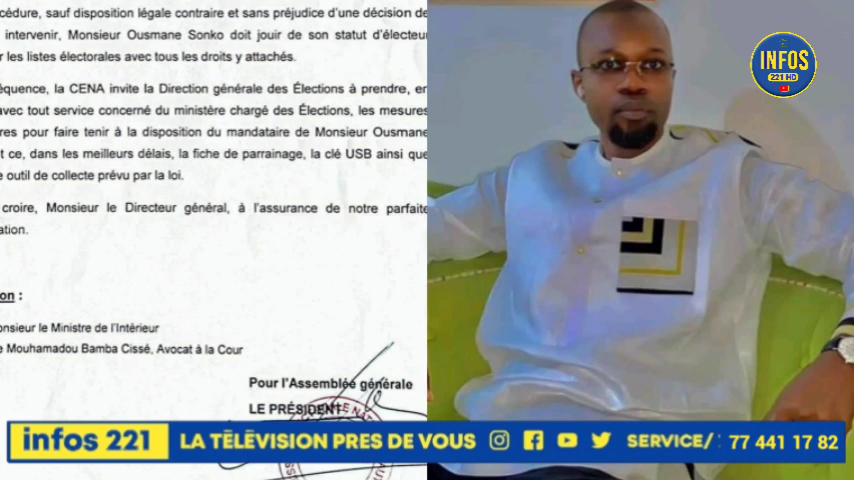 cédure, sauf disposition légale contraire et sans préjudice d'une décision de
intervenir, Monsieur Ousmane Sonko doit jouir de son statut d'électeur
r les listes électorales avec tous les droits y attachés.
équence, la CENA invite la Direction générale des Élections à prendre, en
avec tout service concerné du ministère chargé des Élections, les mesures
res pour faire tenir à la disposition du mandataire de Monsieur Ousmane
t ce, dans les meilleurs délais, la fiche de parrainage, la clé USB ainsi que
e outil de collecte prévu par la loi.
croire, Monsieur le Directeur général, à l'assurance de notre parfaite
ation.
on :
onsieur le Ministre de l'Intérieur
e Mouhamadou Bamba Cissé, Avocat à la Cour
Pour l'Assemblée générale
LE PRÉSIDENT
INFOS
221 HD
infos 221 LA TÉLÉVISION PRES DE VOUS SERVICE/ 77 441 17 82